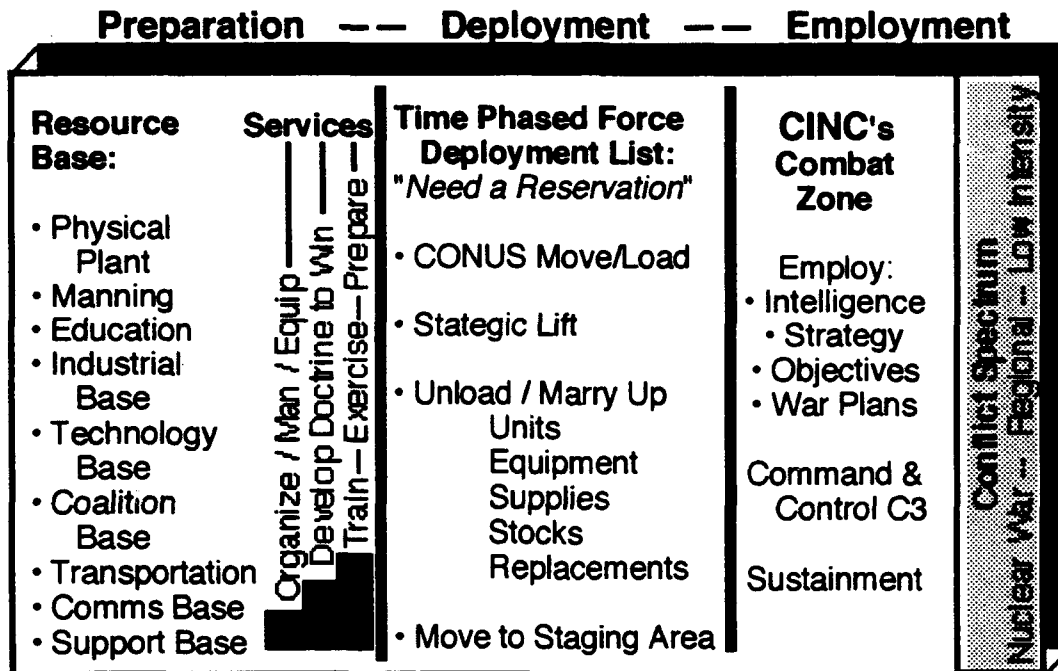 Preparation -- Deployment -- Employment
Resource
Base:
• Physical
Plant
• Manning
• Education
• Industrial
Base
• Technology
Base
• Coalition
Base
• Transportation
• Comms Base
• Support Base
Services
Organize / Man / Equip
Develop Doctrine to Win
Train — Exercise — Prepare
Time Phased Force
Deployment List:
"Need a Reservation"
• CONUS Move/Load
• Stategic Lift
• Unload / Marry Up
Units
Equipment
Supplies
Stocks
Replacements
• Move to Staging Area
CINC's
Combat
Zone
Employ:
• Intelligence
• Strategy
• Objectives
• War Plans
Command &
Control C3
Sustainment
Conflict Spectrum
Nuclear War --- Regional -- Low Intensity